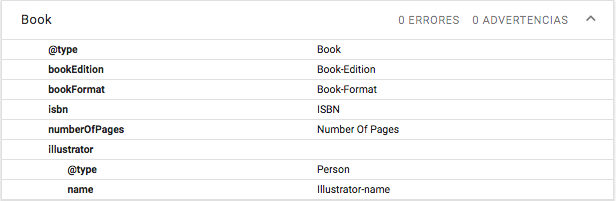 Book 0 ERRORES 0 ADVERTENCIAS
@type Book
bookEdition Book-Edition
bookFormat Book-Format
isbn ISBN
numberOfPages Number Of Pages
illustrator
@type Person
name Illustrator-name